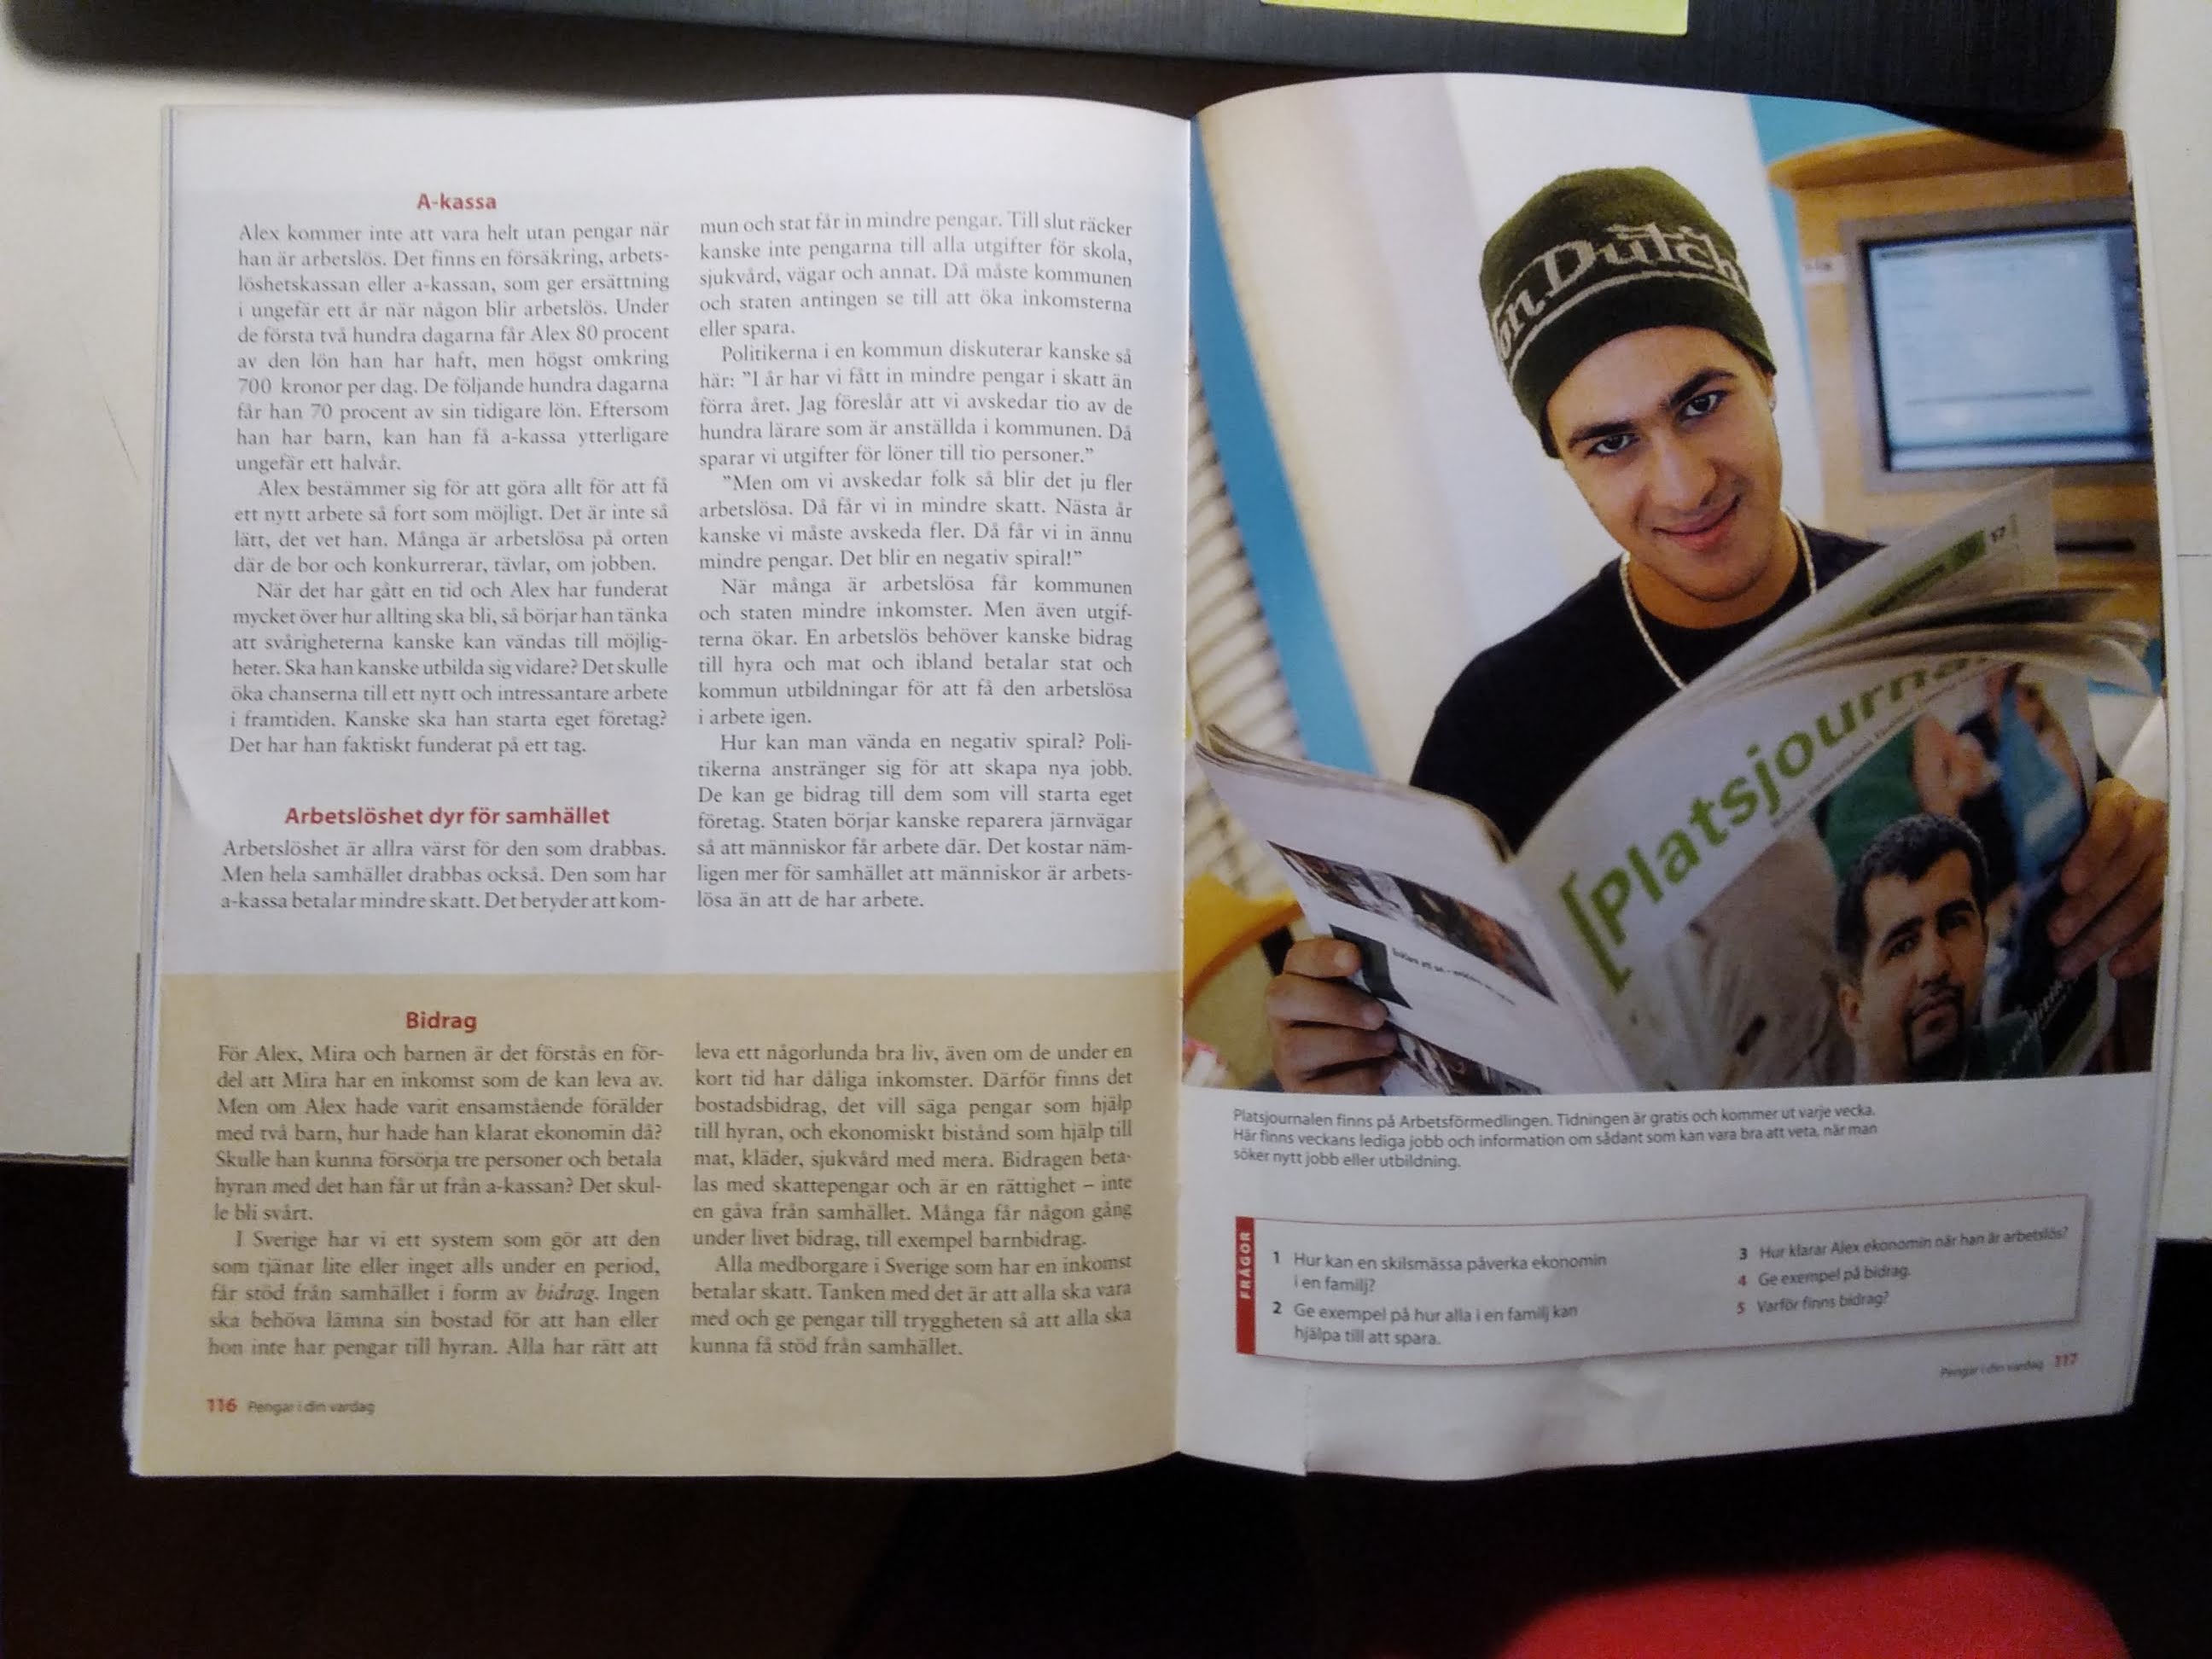 A-kassa
Alex kommer inte att vara helt utan pengar när
han är arbetslös. Det finns en försäkring, arbets-
löshetskassan eller a-kassan, som ger ersättning
i ungefär ett år när någon blir arbetslös. Under
de första två hundra dagarna får Alex 80 procent
av den lön han har haft, men högst omkring
700 kronor per dag. De följande hundra dagarna
får han 70 procent av sin tidigare lön. Eftersom
han har barn, kan han få a-kassa ytterligare
ungefär ett halvår.
Alex bestämmer sig för att göra allt för att få
ett nytt arbete så fort som möjligt. Det är inte så
lätt, det vet han. Många är arbetslösa på orten
där de bor och konkurrerar, tävlar, om jobben.
När det har gått en tid och Alex har funderat
mycket över hur allting ska bli, så börjar han tänka
att svårigheterna kanske kan vändas till möjlig-
heter. Ska han kanske utbilda sig vidare? Det skulle
öka chanserna till ett nytt och intressantare arbete
i framtiden. Kanske ska han starta eget företag?
Det har han faktiskt funderat på ett tag.
Arbetslöshet dyr för samhället
Arbetslöshet är allra värst för den som drabbas.
Men hela samhället drabbas också. Den som har
a-kassa betalar mindre skatt. Det betyder att kom-
mun och stat får in mindre pengar. Till slut räcker
kanske inte pengarna till alla utgifter för skola,
sjukvård, vägar och annat. Då måste kommunen
och staten antingen se till att öka inkomsterna
eller spara.
Politikerna i en kommun diskuterar kanske så
här: ”I år har vi fått in mindre pengar i skatt än
förra året. Jag föreslår att vi avskedar tio av de
hundra lärare som är anställda i kommunen. Då
sparar vi utgifter för löner till tio personer.”
”Men om vi avskedar folk så blir det ju fler
arbetslösa. Då får vi in mindre skatt. Nästa år
kanske vi måste avskeda fler. Då får vi in ännu
mindre pengar. Det blir en negativ spiral!”
När många är arbetslösa får kommunen
och staten mindre inkomster. Men även utgif-
terna ökar. En arbetslös behöver kanske bidrag
till hyra och mat och ibland betalar stat och
kommun utbildningar för att få den arbetslösa
i arbete igen.
Hur kan man vända en negativ spiral? Poli-
tikerna anstränger sig för att skapa nya jobb.
De kan ge bidrag till dem som vill starta eget
företag. Staten börjar kanske reparera järnvägar
så att människor får arbete där. Det kostar näm-
ligen mer för samhället att människor är arbets-
lösa än att de har arbete.
Bidrag
För Alex, Mira och barnen är det förstås en för-
del att Mira har en inkomst som de kan leva av.
Men om Alex hade varit ensamstående förälder
med två barn, hur hade han klarat ekonomin då?
Skulle han kunna försörja tre personer och betala
hyran med det han får ut från a-kassan? Det skul-
le bli svårt.
I Sverige har vi ett system som gör att den
som tjänar lite eller inget alls under en period,
får stöd från samhället i form av bidrag. Ingen
ska behöva lämna sin bostad för att han eller
hon inte har pengar till hyran. Alla har rätt att
leva ett någorlunda bra liv, även om de under en
kort tid har dåliga inkomster. Därför finns det
bostadsbidrag, det vill säga pengar som hjälp
till hyran, och ekonomiskt bistånd som hjälp till
mat, kläder, sjukvård med mera. Bidragen beta-
las med skattepengar och är en rättighet – inte
en gåva från samhället. Många får någon gång
under livet bidrag, till exempel barnbidrag.
Alla medborgare i Sverige som har en inkomst
betalar skatt. Tanken med det är att alla ska vara
med och ge pengar till tryggheten så att alla ska
kunna få stöd från samhället.
116 Pengar i din vardag
on Dutch
17
[Platsjourna
Platsjournalen finns på Arbetsförmedlingen. Tidningen är gratis och kommer ut varje vecka.
Här finns veckans lediga jobb och information om sådant som kan vara bra att veta, när man
söker nytt jobb eller utbildning.
FRÅGOR
1 Hur kan en skilsmässa påverka ekonomin
i en familj?
2 Ge exempel på hur alla i en familj kan
hjälpa till att spara.
3 Hur klarar Alex ekonomin när han är arbetslös?
4 Ge exempel på bidrag.
5 Varför finns bidrag?
Pengar i din vardag 117